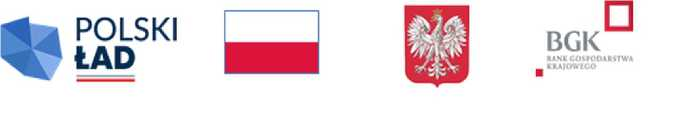 POLSKI
ŁAD
BGK
BANK GOSPODARSTWA
KRAJOWEGO